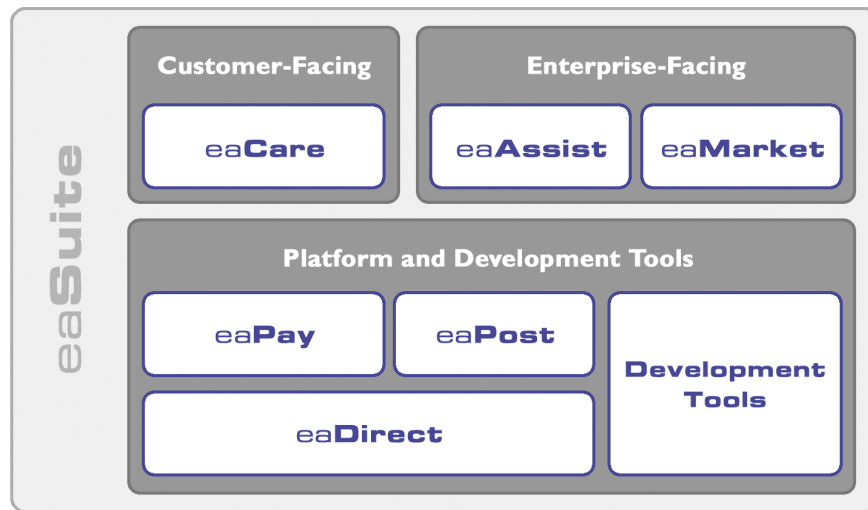 eaSuite
Customer-Facing
eaCare
Enterprise-Facing
eaAssist
eaMarket
Platform and Development Tools
eaPay
eaPost
eaDirect
Development
Tools